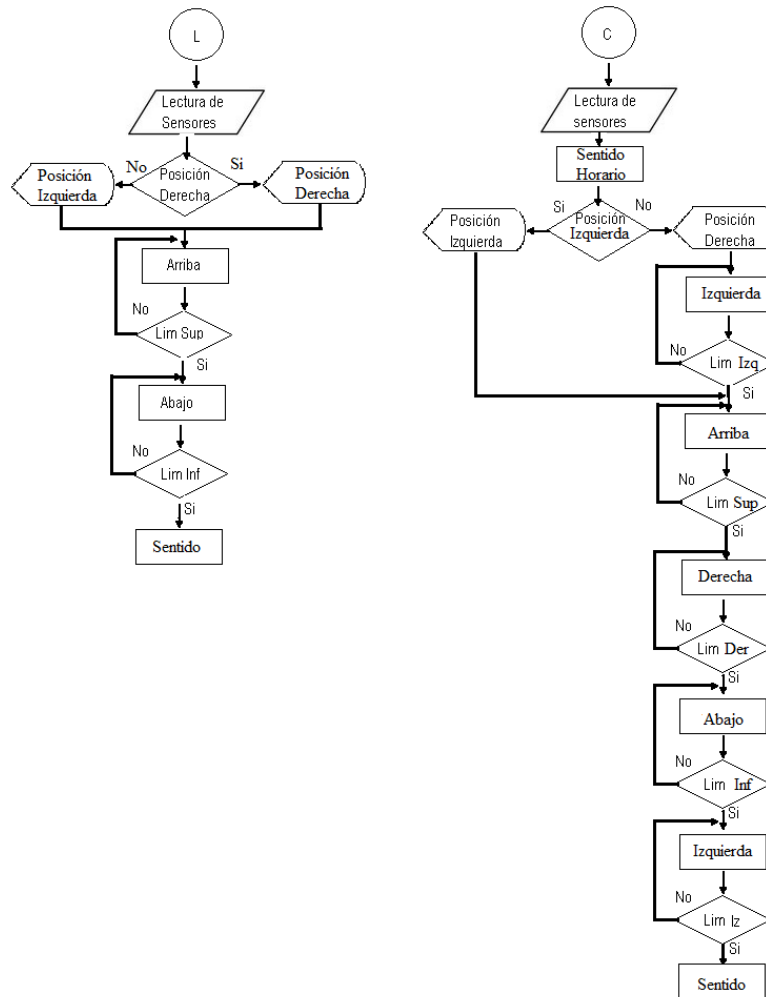 L
Lectura de
Sensores
No
Si
Posición
Izquierda
Posición
Derecha
Posición
Derecha
Arriba
No
Lim Sup
Si
Abajo
No
Lim Inf
Si
Sentido
C
Lectura de
sensores
Sentido
Horario
Si
No
Posición
Izquierda
Posición
Izquierda
Posición
Derecha
Izquierda
No
Lim Izq
Si
Arriba
No
Lim Sup
Si
Derecha
No
Lim Der
Si
Abajo
No
Lim Inf
Si
Izquierda
No
Lim Iz
Si
Sentido